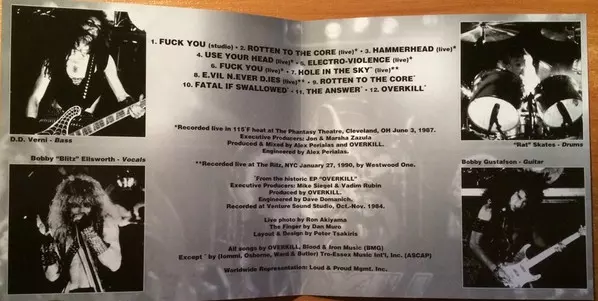 1. FUCK YOU (studio) • 2. ROTTEN TO THE CORE (live)* • 3. HAMMERHEAD (live)*
4. USE YOUR HEAD (live)* • 5. ELECTRO-VIOLENCE (live)*
6. FUCK YOU (live)* • 7. HOLE IN THE SKY~ (live)**
8. E.VIL N.EVER D.IES (live)** • 9. ROTTEN TO THE CORE^
10. FATAL IF SWALLOWED^ • 11. THE ANSWER^ • 12. OVERKILL^
D.D. Verni - Bass
"Rat" Skates - Drums
*Recorded live in 115°F heat at The Phantasy Theatre, Cleveland, OH June 3, 1987.
Executive Producers: Jon & Marsha Zazula
Produced & Mixed by Alex Perialas and OVERKILL.
Engineered by Alex Perialas.
Bobby "Blitz" Ellsworth - Vocals
Bobby Gustafson - Guitar
**Recorded live at The Ritz, NYC January 27, 1990, by Westwood One.
^From the historic EP "OVERKILL"
Executive Producers: Mike Siegel & Vadim Rubin
Produced by OVERKILL.
Engineered by Dave Domanich.
Recorded at Venture Sound Studio, Oct.-Nov. 1984.
Live photo by Ron Akiyama
The Finger by Dan Muro
Layout & Design by Peter Tsakiris
All songs by OVERKILL, Blood & Iron Music (BMG)
Except ~ by (Iommi, Osborne, Ward & Butler) Tro-Essex Music Int'l, Inc. (ASCAP)
Worldwide Representation: Loud & Proud Mgmt. Inc.